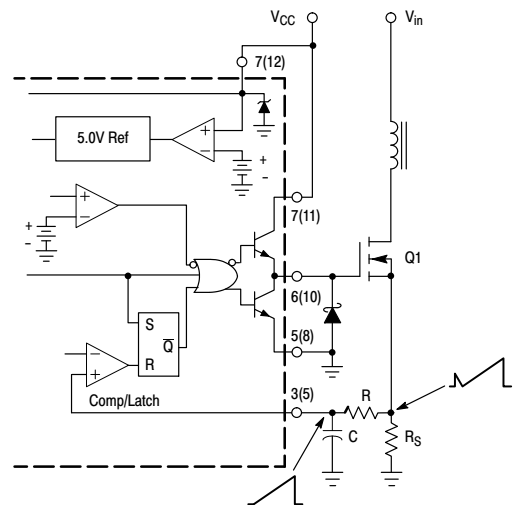 VCC
Vin
7(12)
5.0V Ref
+
−
+
−
+
−
+
−
7(11)
Q1
6(10)
5(8)
S
Q̅
R
−
+
Comp/Latch
3(5)
R
C
RS